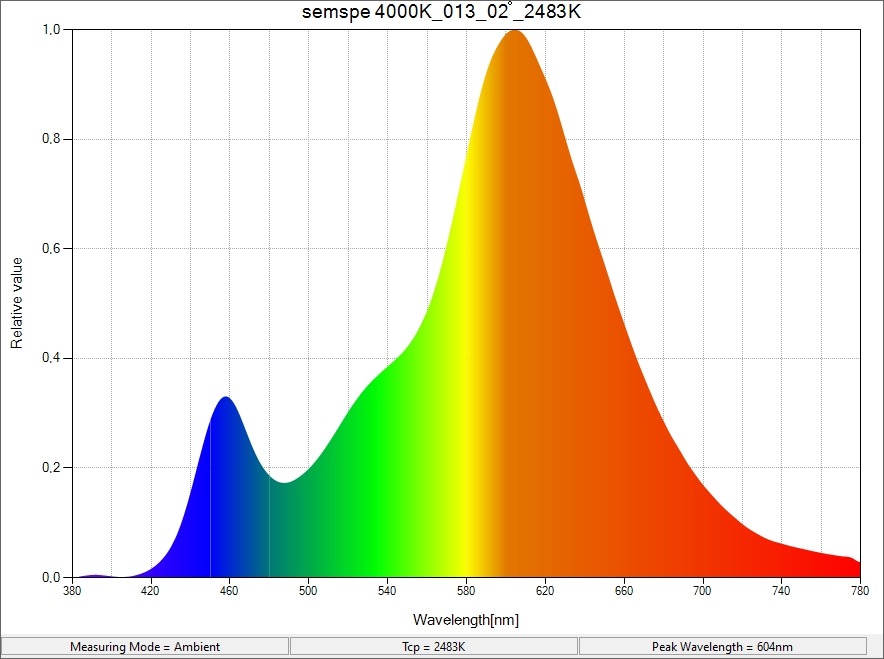 semspe 4000K_013_02°_2483K
1.0
0.8
0.6
0.4
0.2
0.0
Relative value
380 420 460 500 540 580 620 660 700 740 780
Wavelength[nm]
Measuring Mode = Ambient Tcp = 2483K Peak Wavelength = 604nm